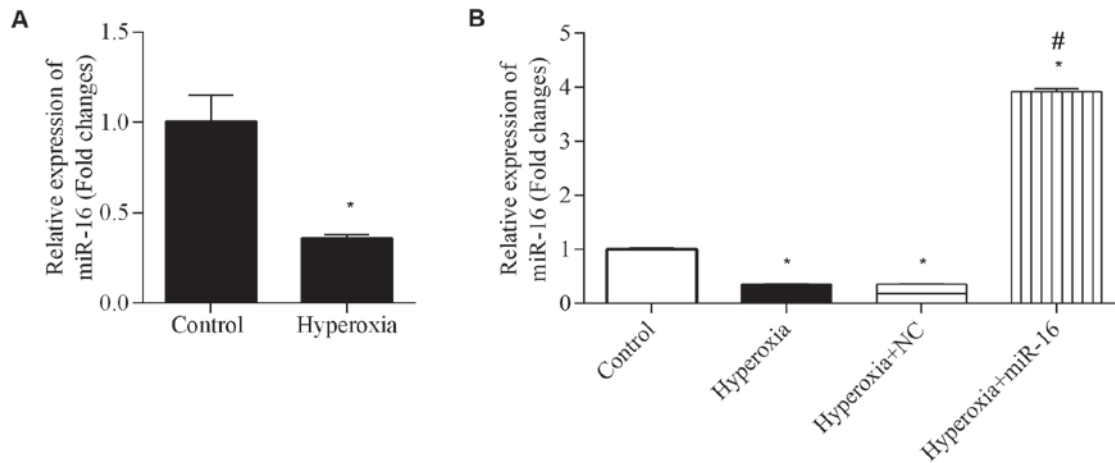 A
Relative expression of
miR-16 (Fold changes)
1.5
1.0
0.5
0.0
*
Control
Hyperoxia
B
Relative expression of
miR-16 (Fold changes)
5
4
3
2
1
0
*
*
#
*
Control
Hyperoxia
Hyperoxia+NC
Hyperoxia+miR-16